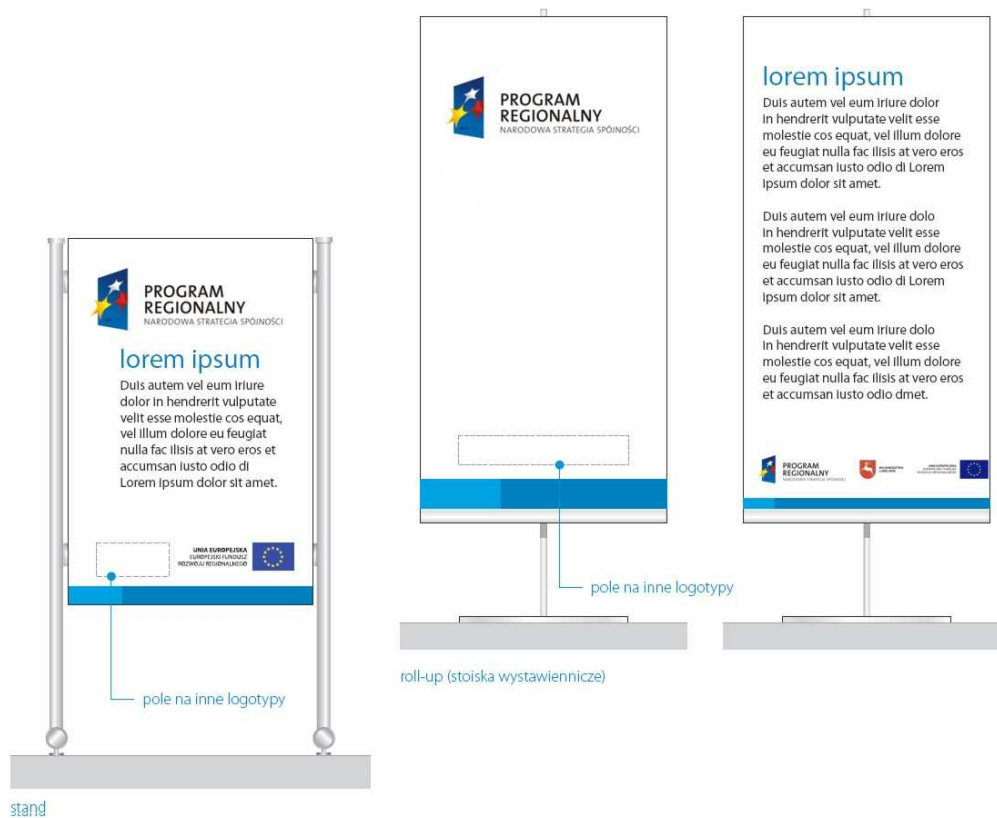 PROGRAM
REGIONALNY
NARODOWA STRATEGIA SPÓJNOŚCI
lorem ipsum
Duis autem vel eum iriure
dolor in hendrerit vulputate
velit esse molestie cos equat,
vel illum dolore eu feugiat
nulla fac ilisis at vero eros et
accumsan iusto odio di
Lorem ipsum dolor sit amet.
UNIA EUROPEJSKA
EUROPEJSKI FUNDUSZ
ROZWOJU REGIONALNEGO
pole na inne logotypy
stand
PROGRAM
REGIONALNY
NARODOWA STRATEGIA SPÓJNOŚCI
pole na inne logotypy
roll-up (stoiska wystawiennicze)
lorem ipsum
Duis autem vel eum iriure dolor
in hendrerit vulputate velit esse
molestie cos equat, vel illum dolore
eu feugiat nulla fac ilisis at vero eros
et accumsan iusto odio di Lorem
ipsum dolor sit amet.
Duis autem vel eum iriure dolo
in hendrerit vulputate velit esse
molestie cos equat, vel illum dolore
eu feugiat nulla fac ilisis at vero eros
et accumsan iusto odio di Lorem
ipsum dolor sit amet.
Duis autem vel eum iriure dolo
in hendrerit vulputate velit esse
molestie cos equat, vel illum dolore
eu feugiat nulla fac ilisis at vero eros
et accumsan iusto odio dmet.
PROGRAM
REGIONALNY
NARODOWA STRATEGIA SPÓJNOŚCI
UNIA EUROPEJSKA
EUROPEJSKI FUNDUSZ
ROZWOJU REGIONALNEGO